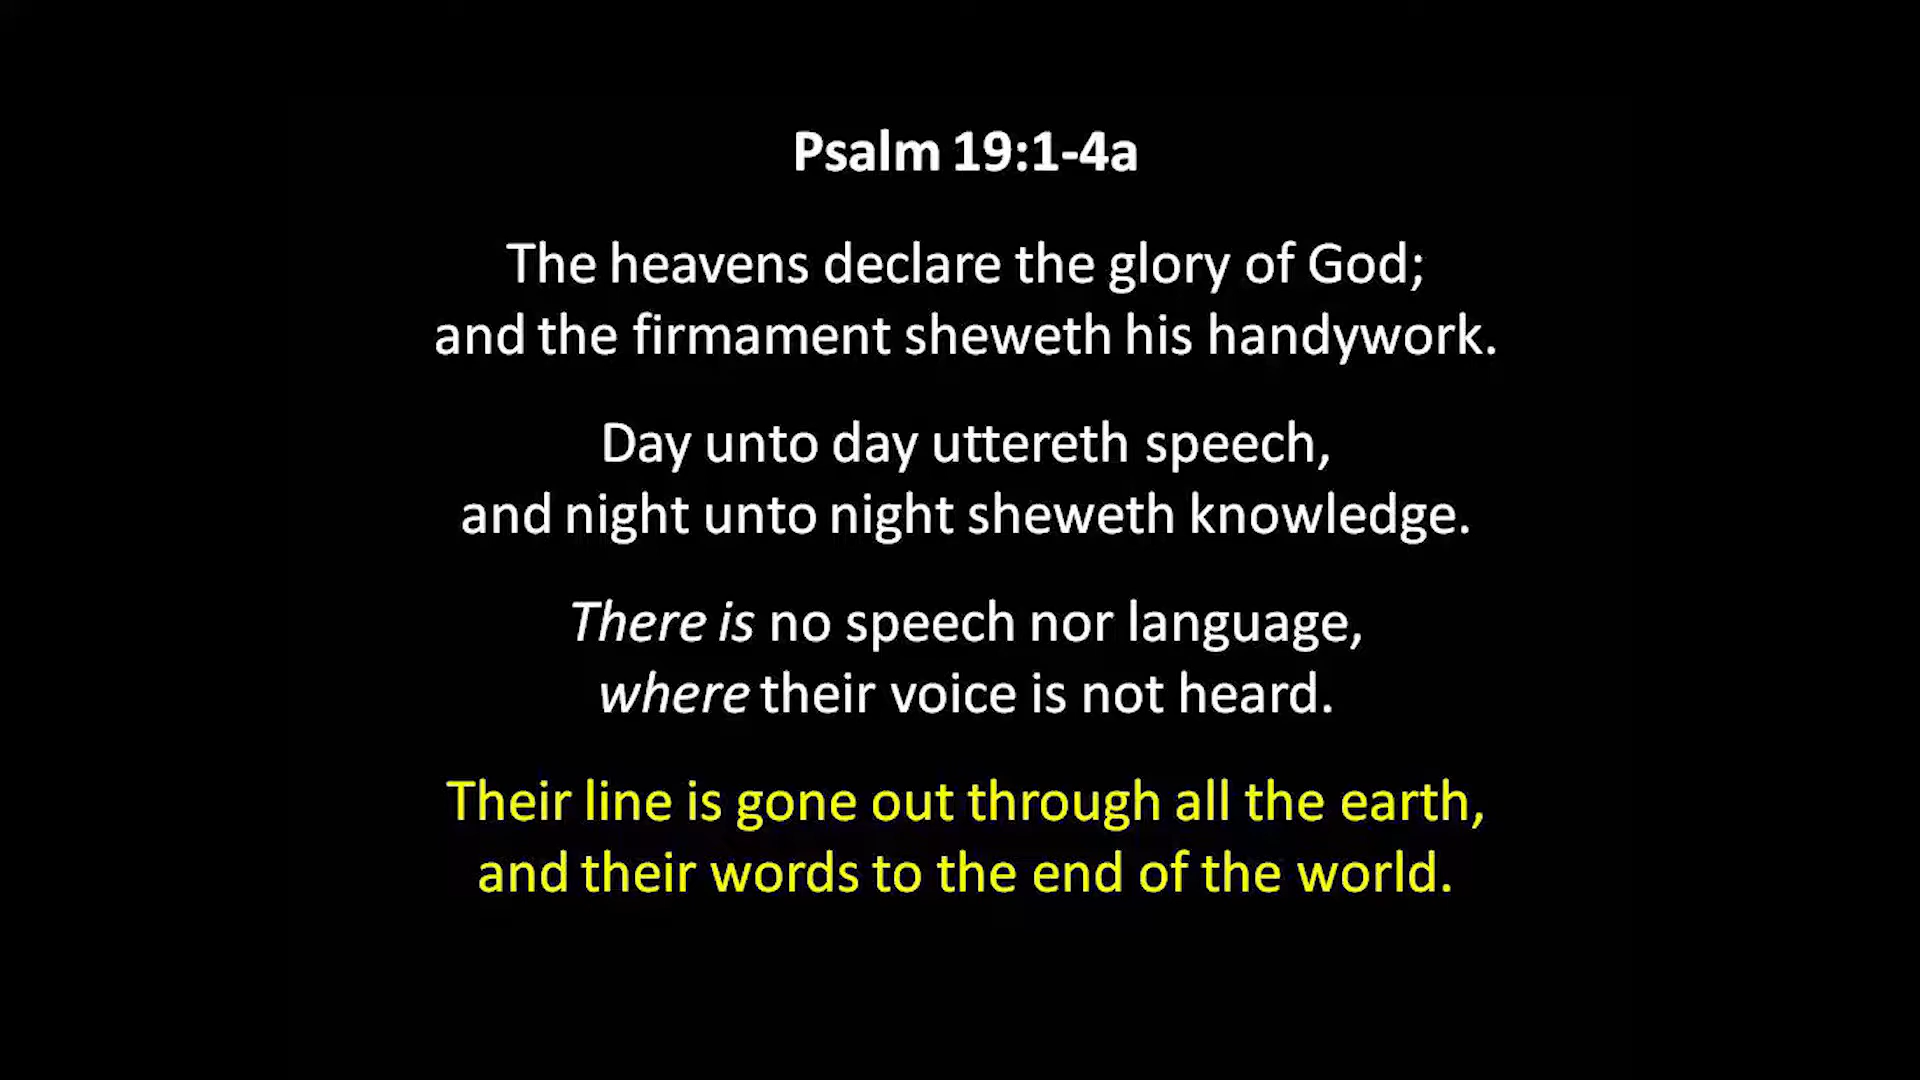 Psalm 19:1-4a
The heavens declare the glory of God;
and the firmament sheweth his handywork.
Day unto day uttereth speech,
and night unto night sheweth knowledge.
There is no speech nor language,
where their voice is not heard.
Their line is gone out through all the earth,
and their words to the end of the world.